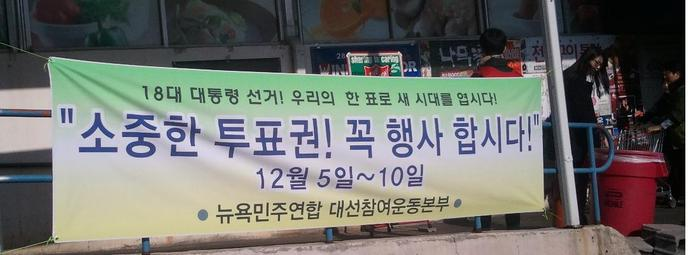 18대 대통령 선거! 우리의 한 표로 새 시대를 엽시다!
"소중한 투표권! 꼭 행사 합시다!"
12월 5일~10일
● 뉴욕민주연합 대선참여운동본부 ●
sharing & caring